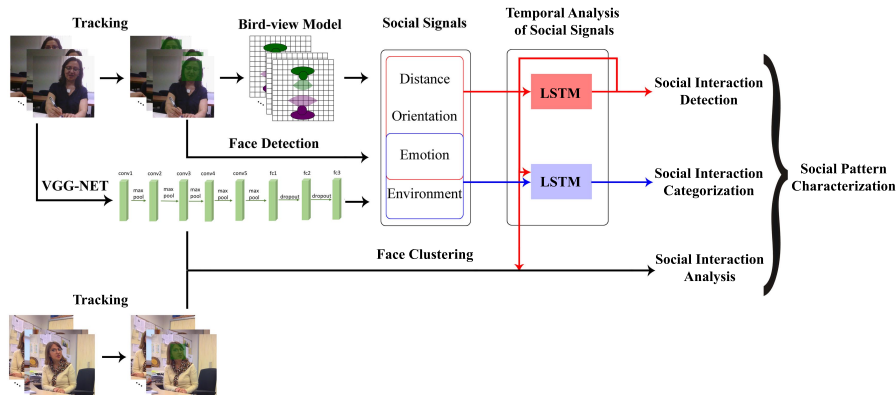 Tracking
Bird-view Model
Social Signals
Temporal Analysis
of Social Signals
Distance
Orientation
Emotion
Environment
LSTM
LSTM
Social Interaction
Detection
Social Interaction
Categorization
Social Interaction
Analysis
Social Pattern
Characterization
Face Detection
VGG-NET
conv1
conv2
conv3
conv4
conv5
fc1
fc2
fc3
max
pool
max
pool
max
pool
max
pool
max
pool
dropout
dropout
Face Clustering
Tracking